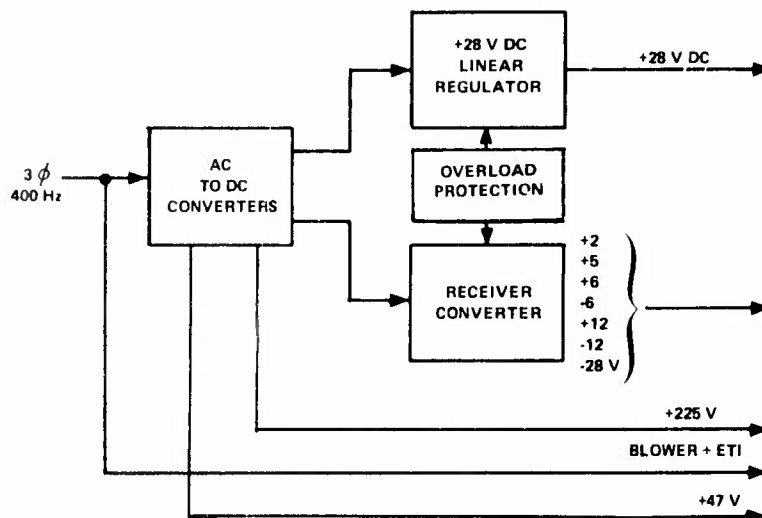 +28 V DC
LINEAR
REGULATOR
+28 V DC
3 ϕ
400 Hz
AC
TO DC
CONVERTERS
OVERLOAD
PROTECTION
RECEIVER
CONVERTER
+2
+5
+6
-6
+12
-12
-28 V
+225 V
BLOWER + ETI
+47 V